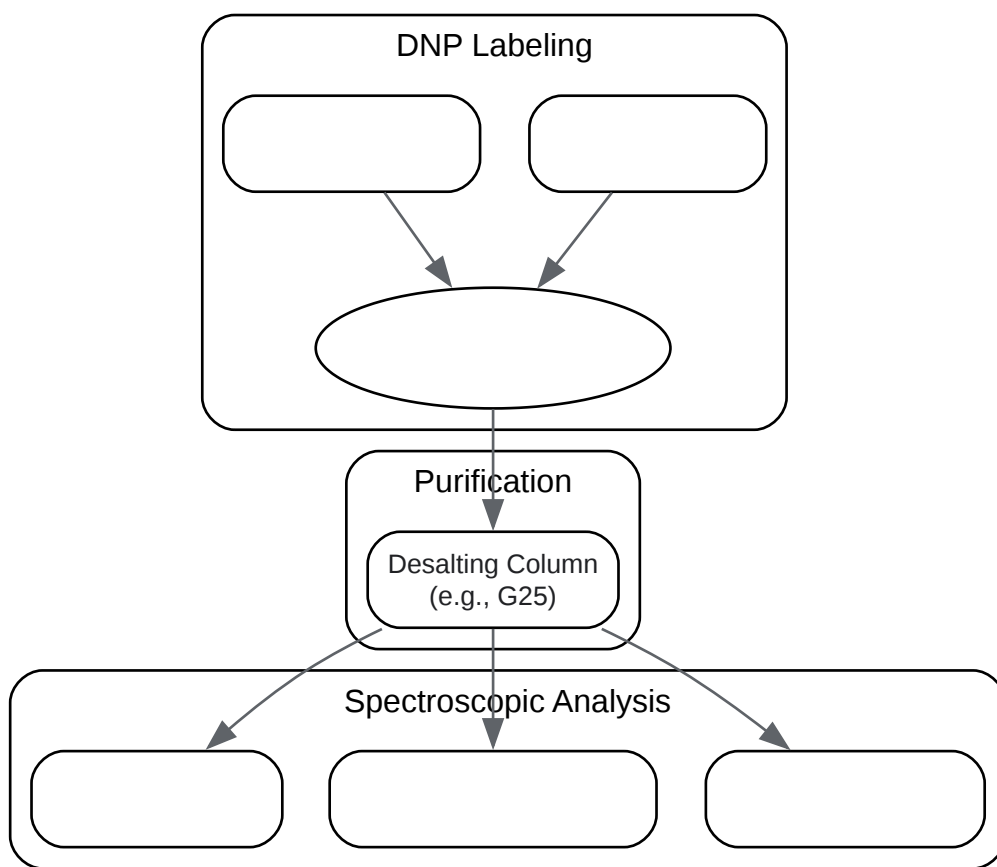 DNP Labeling
Purification
Desalting Column
(e.g., G25)
Spectroscopic Analysis